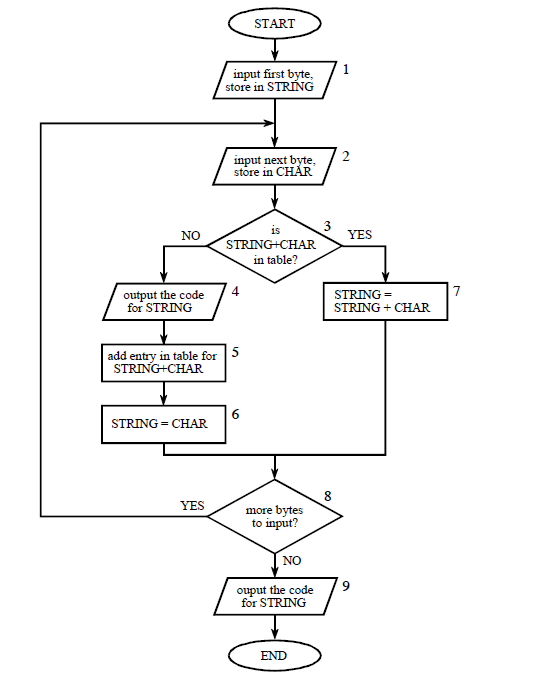 START
input first byte,
store in STRING
1
input next byte,
store in CHAR
2
is
STRING+CHAR
in table?
3
NO
YES
output the code
for STRING
4
STRING =
STRING + CHAR
7
add entry in table for
STRING+CHAR
5
STRING = CHAR
6
more bytes
to input?
8
YES
NO
ouput the code
for STRING
9
END